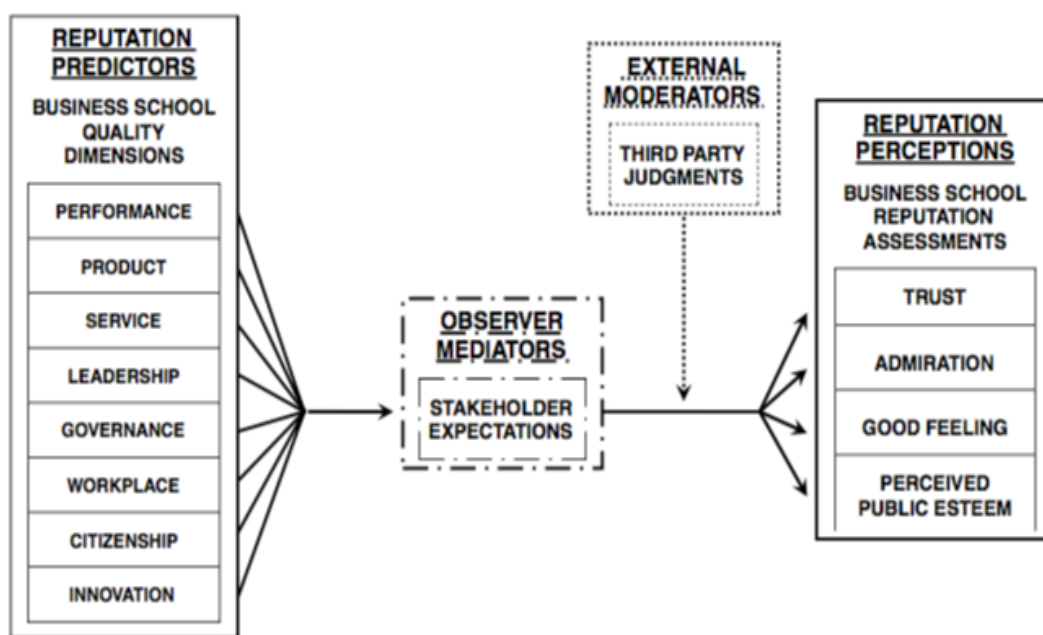 REPUTATION
PREDICTORS
BUSINESS SCHOOL
QUALITY
DIMENSIONS
PERFORMANCE
PRODUCT
SERVICE
LEADERSHIP
GOVERNANCE
WORKPLACE
CITIZENSHIP
INNOVATION
OBSERVER
MEDIATORS
STAKEHOLDER
EXPECTATIONS
EXTERNAL
MODERATORS
THIRD PARTY
JUDGMENTS
REPUTATION
PERCEPTIONS
BUSINESS SCHOOL
REPUTATION
ASSESSMENTS
TRUST
ADMIRATION
GOOD FEELING
PERCEIVED
PUBLIC ESTEEM